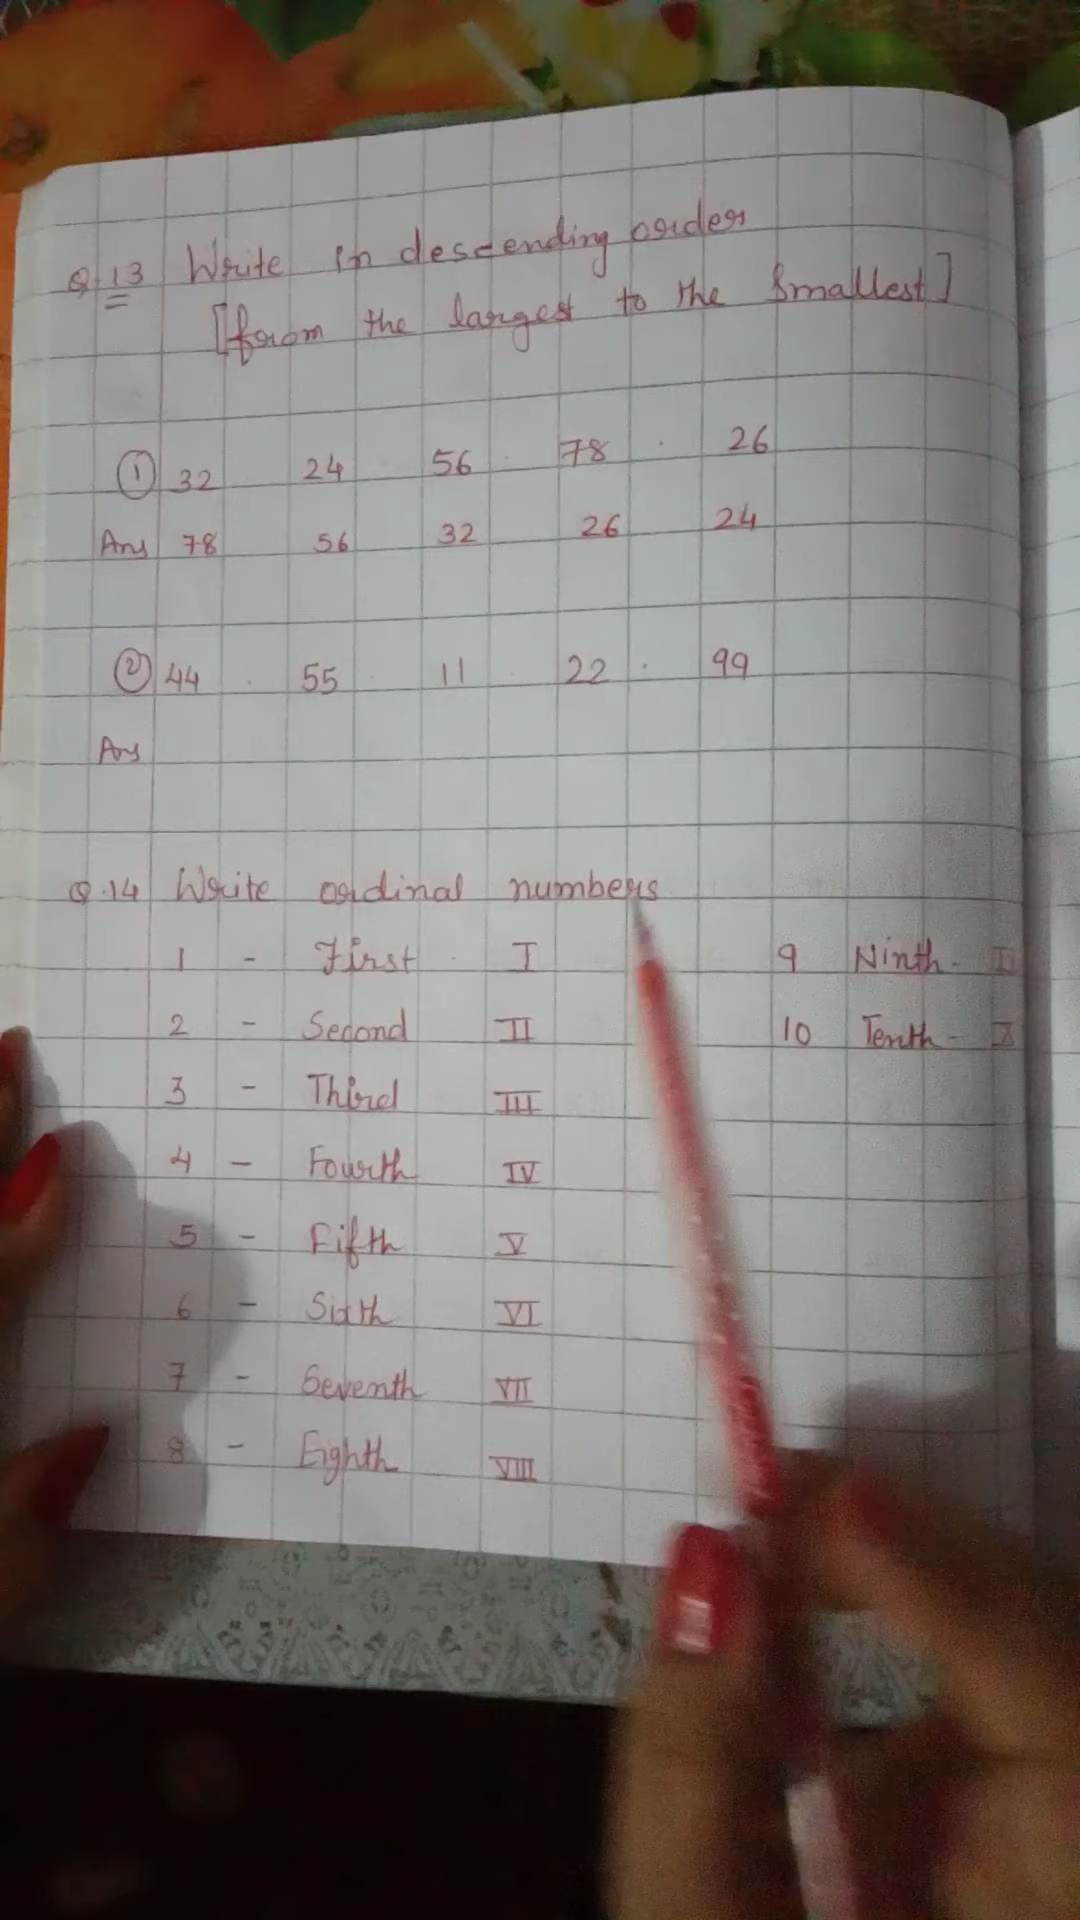 Q.13 Write in descending order
[from the largest to the Smallest]
① 32 24 56 78 26
Ans 78 56 32 26 24
② 44 55 11 22 99
Ans
Q.14 Write ordinal numbers
1 - First I 9 Ninth -
2 - Second II 10 Tenth - X
3 - Third III
4 - Fourth IV
5 - Fifth V
6 - Sixth VI
7 - Seventh VII
8 - Eighth VIII